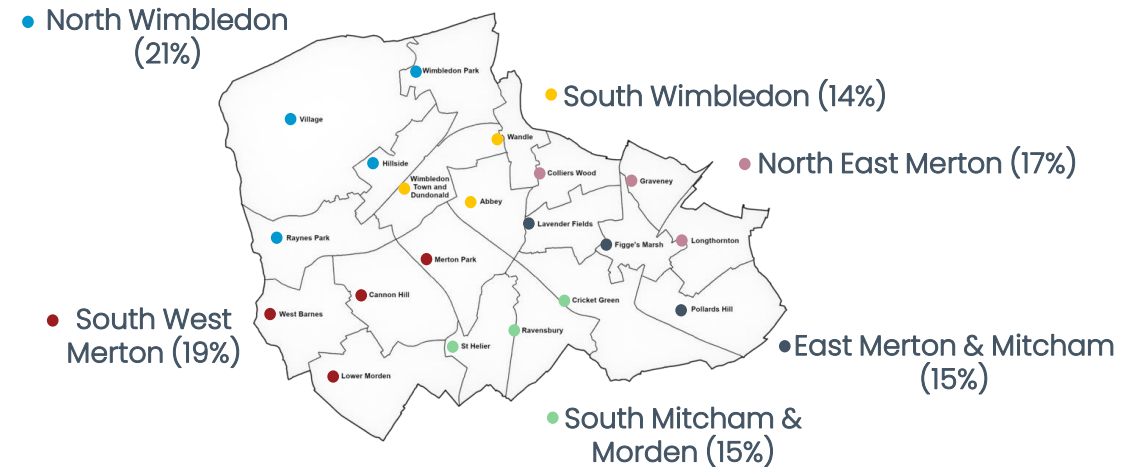 North Wimbledon
(21%)
Wimbledon Park
South Wimbledon (14%)
Village
Wandle
North East Merton (17%)
Hillside
Colliers Wood
Wimbledon
Town and
Dundonald
Graveney
Abbey
Lavender Fields
Raynes Park
Figge's Marsh
Longthornton
Merton Park
Cannon Hill
Cricket Green
West Barnes
Pollards Hill
South West
Merton (19%)
Ravensbury
St Helier
East Merton & Mitcham
(15%)
Lower Morden
South Mitcham &
Morden (15%)